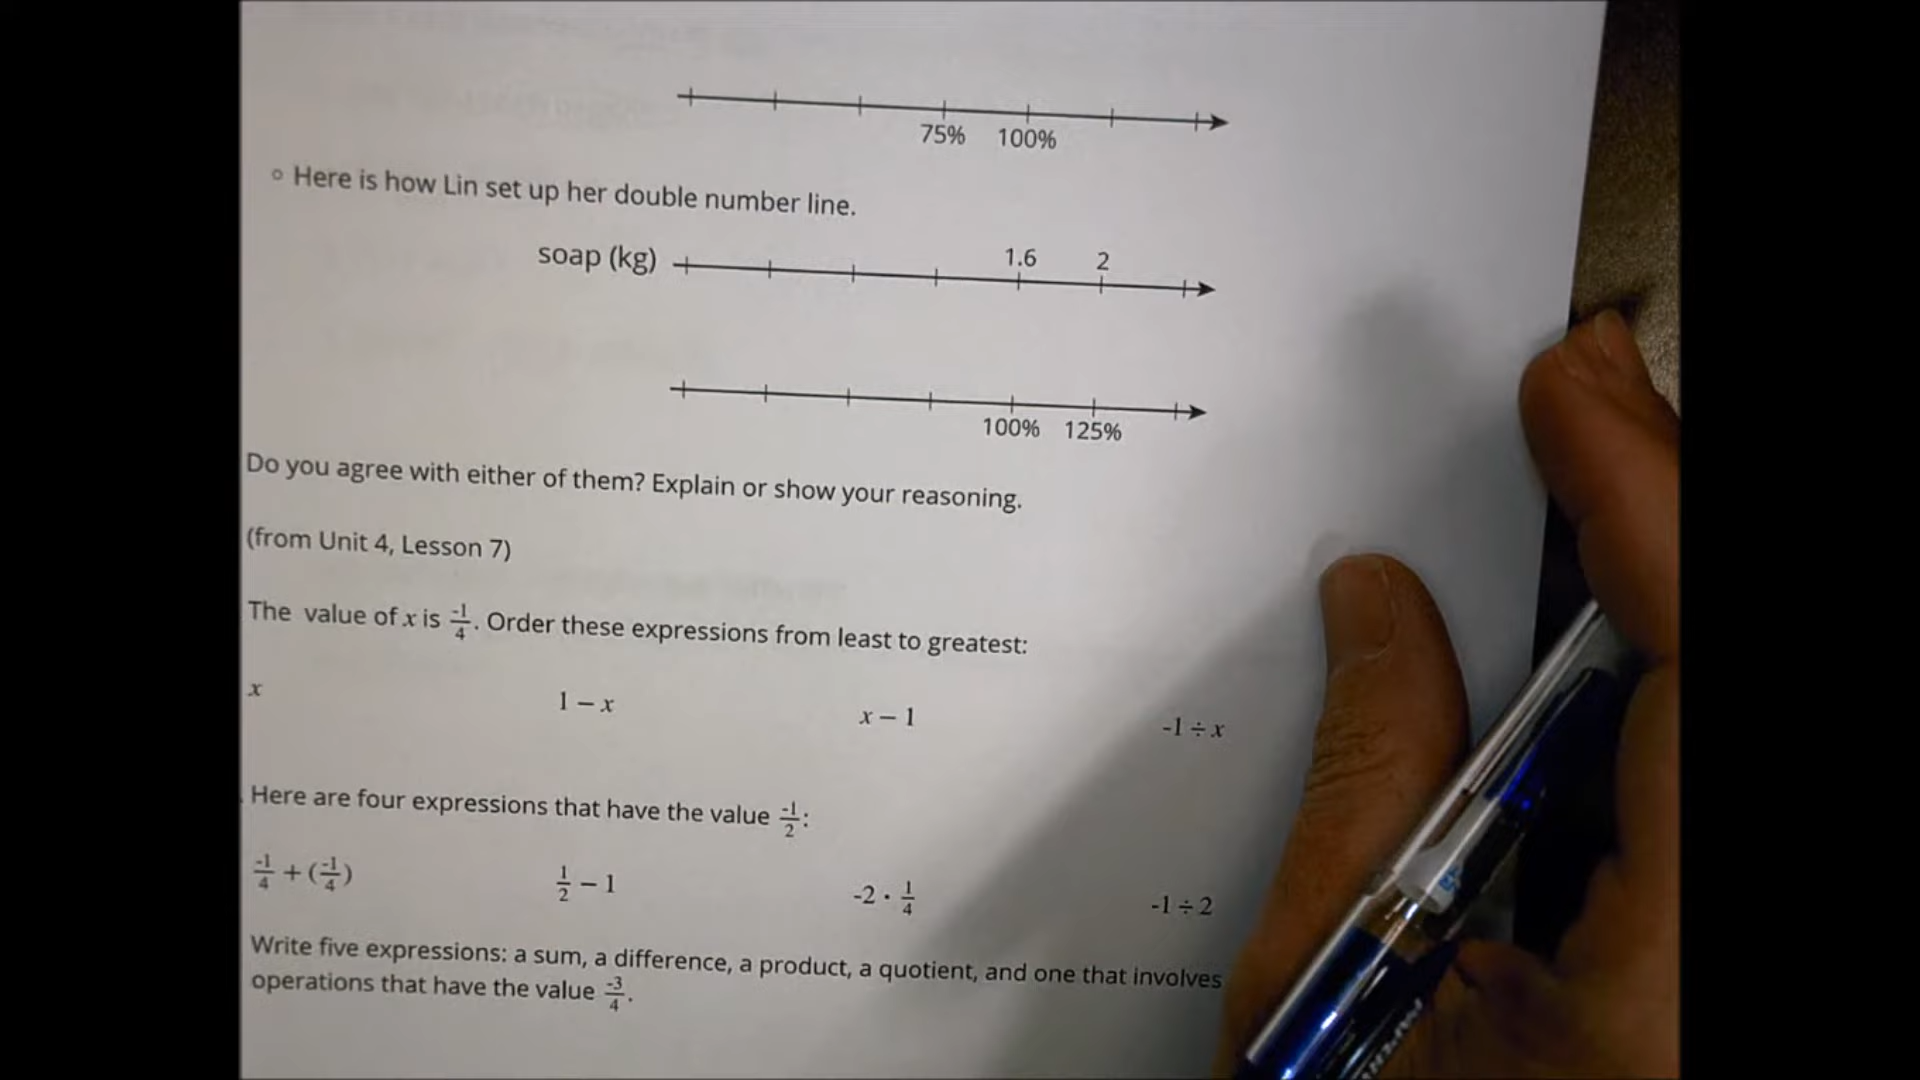 75% 100%
◦ Here is how Lin set up her double number line.
1.6 2
soap (kg)
100% 125%
Do you agree with either of them? Explain or show your reasoning.
(from Unit 4, Lesson 7)
The value of x is -1/4. Order these expressions from least to greatest:
x 1 − x x − 1 -1 ÷ x
Here are four expressions that have the value -1/2:
-1/4 + (-1/4) 1/2 − 1 -2 · 1/4 -1 ÷ 2
Write five expressions: a sum, a difference, a product, a quotient, and one that involves
operations that have the value -3/4.